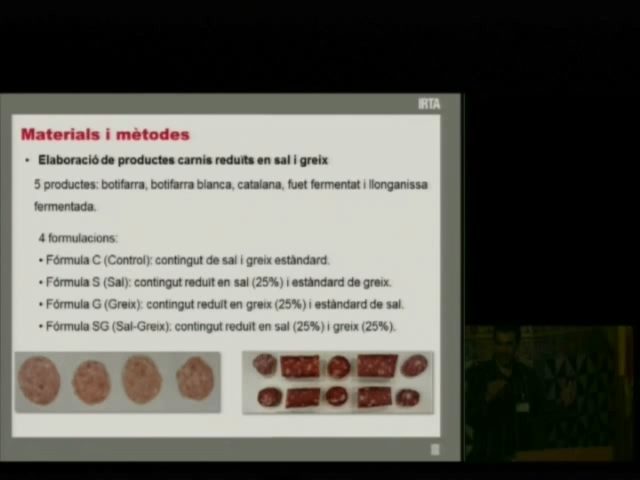 IRTA
Materials i mètodes
• Elaboració de productes carnis reduïts en sal i greix
5 productes: botifarra, botifarra blanca, catalana, fuet fermentat i llonganissa
fermentada.
4 formulacions:
• Fórmula C (Control): contingut de sal i greix estàndard.
• Fórmula S (Sal): contingut reduït en sal (25%) i estàndard de greix.
• Fórmula G (Greix): contingut reduït en greix (25%) i estàndard de sal.
• Fórmula SG (Sal-Greix): contingut reduït en sal (25%) i greix (25%).